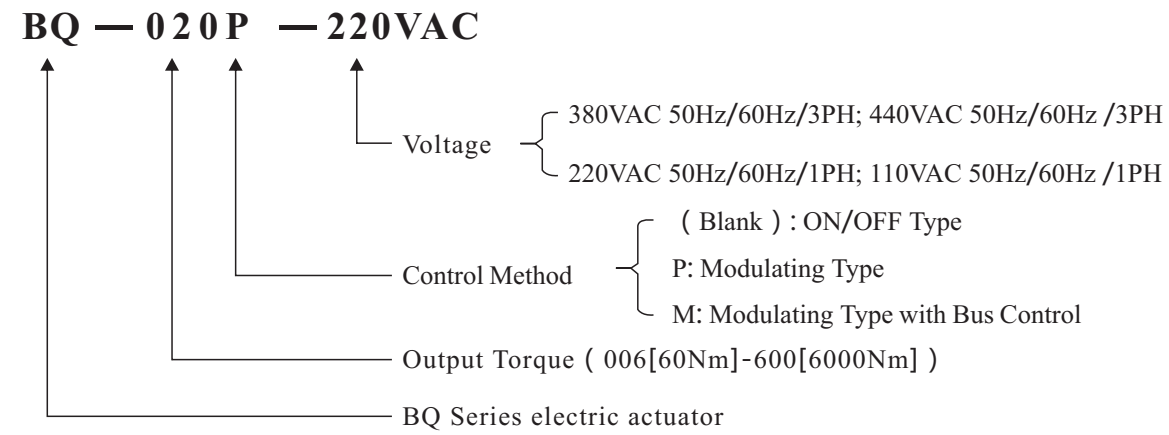 BQ — 020P — 220VAC
380VAC 50Hz/60Hz/3PH; 440VAC 50Hz/60Hz /3PH
Voltage
220VAC 50Hz/60Hz/1PH; 110VAC 50Hz/60Hz /1PH
( Blank ) : ON/OFF Type
Control Method
P: Modulating Type
M: Modulating Type with Bus Control
Output Torque ( 006[60Nm]-600[6000Nm] )
BQ Series electric actuator